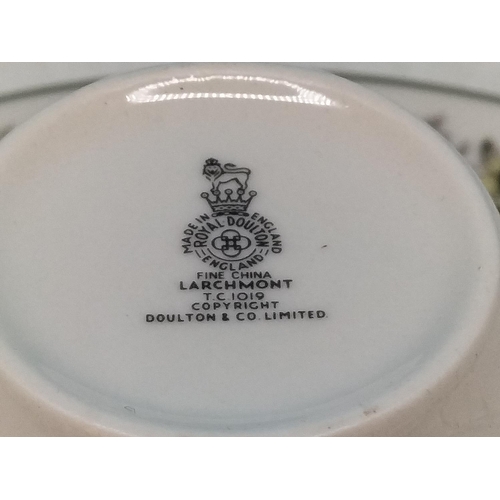 MADE IN ENGLAND
ROYAL DOULTON
ENGLAND
FINE CHINA
LARCHMONT
T.C.1019
COPYRIGHT
DOULTON & CO. LIMITED.